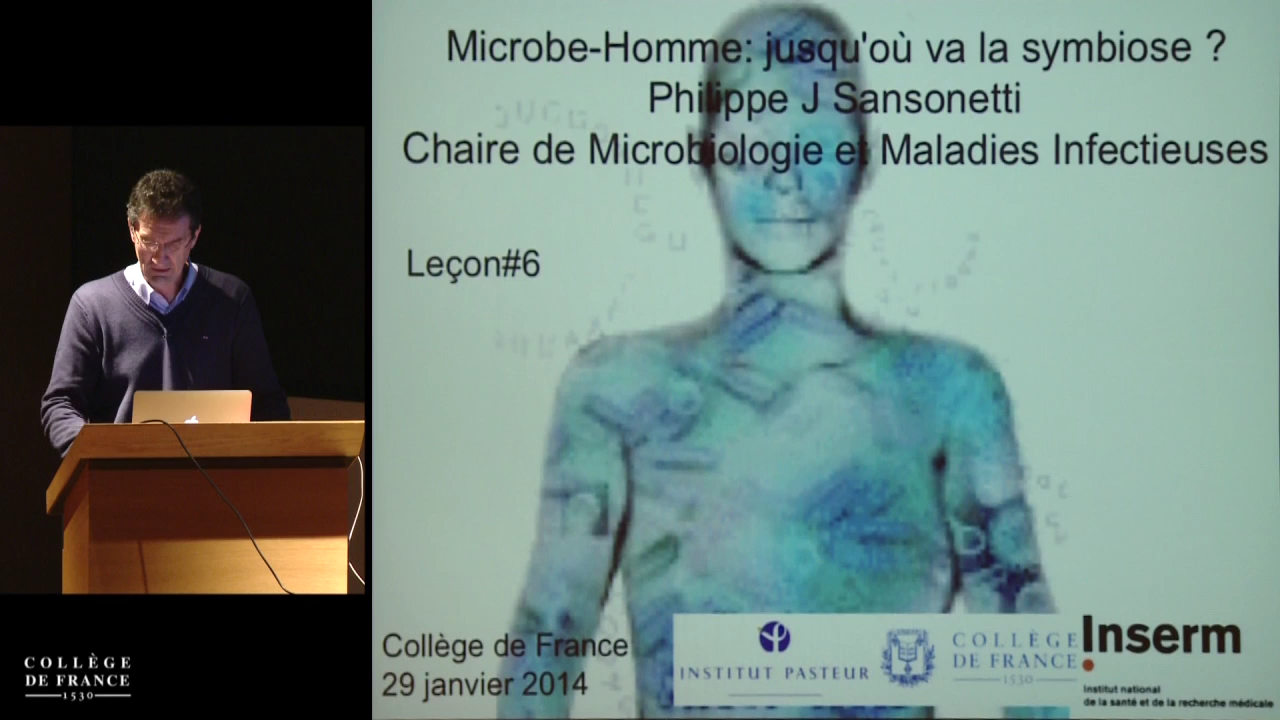 Microbe-Homme: jusqu'où va la symbiose ?
Philippe J Sansonetti
Chaire de Microbiologie et Maladies Infectieuses
Leçon#6
Collège de France
29 janvier 2014
INSTITUT PASTEUR
COLLÈGE
DE FRANCE
1530
Inserm
Institut national
de la santé et de la recherche médicale
COLLÈGE
DE FRANCE
1530